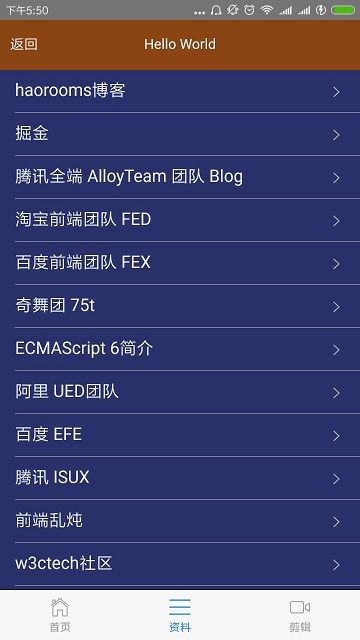 下午5:50
返回
Hello World
haorooms博客
掘金
腾讯全端 AlloyTeam 团队 Blog
淘宝前端团队 FED
百度前端团队 FEX
奇舞团 75t
ECMAScript 6简介
阿里 UED团队
百度 EFE
腾讯 ISUX
前端乱炖
w3ctech社区
首页
资料
剪辑